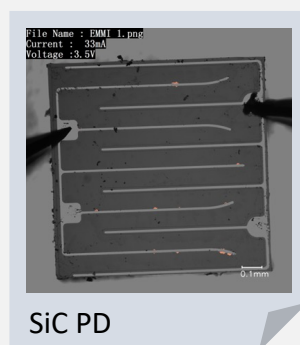 File Name : EMMI 1.png
Current :  33mA
Voltage :3.5V
0.1mm
SiC PD